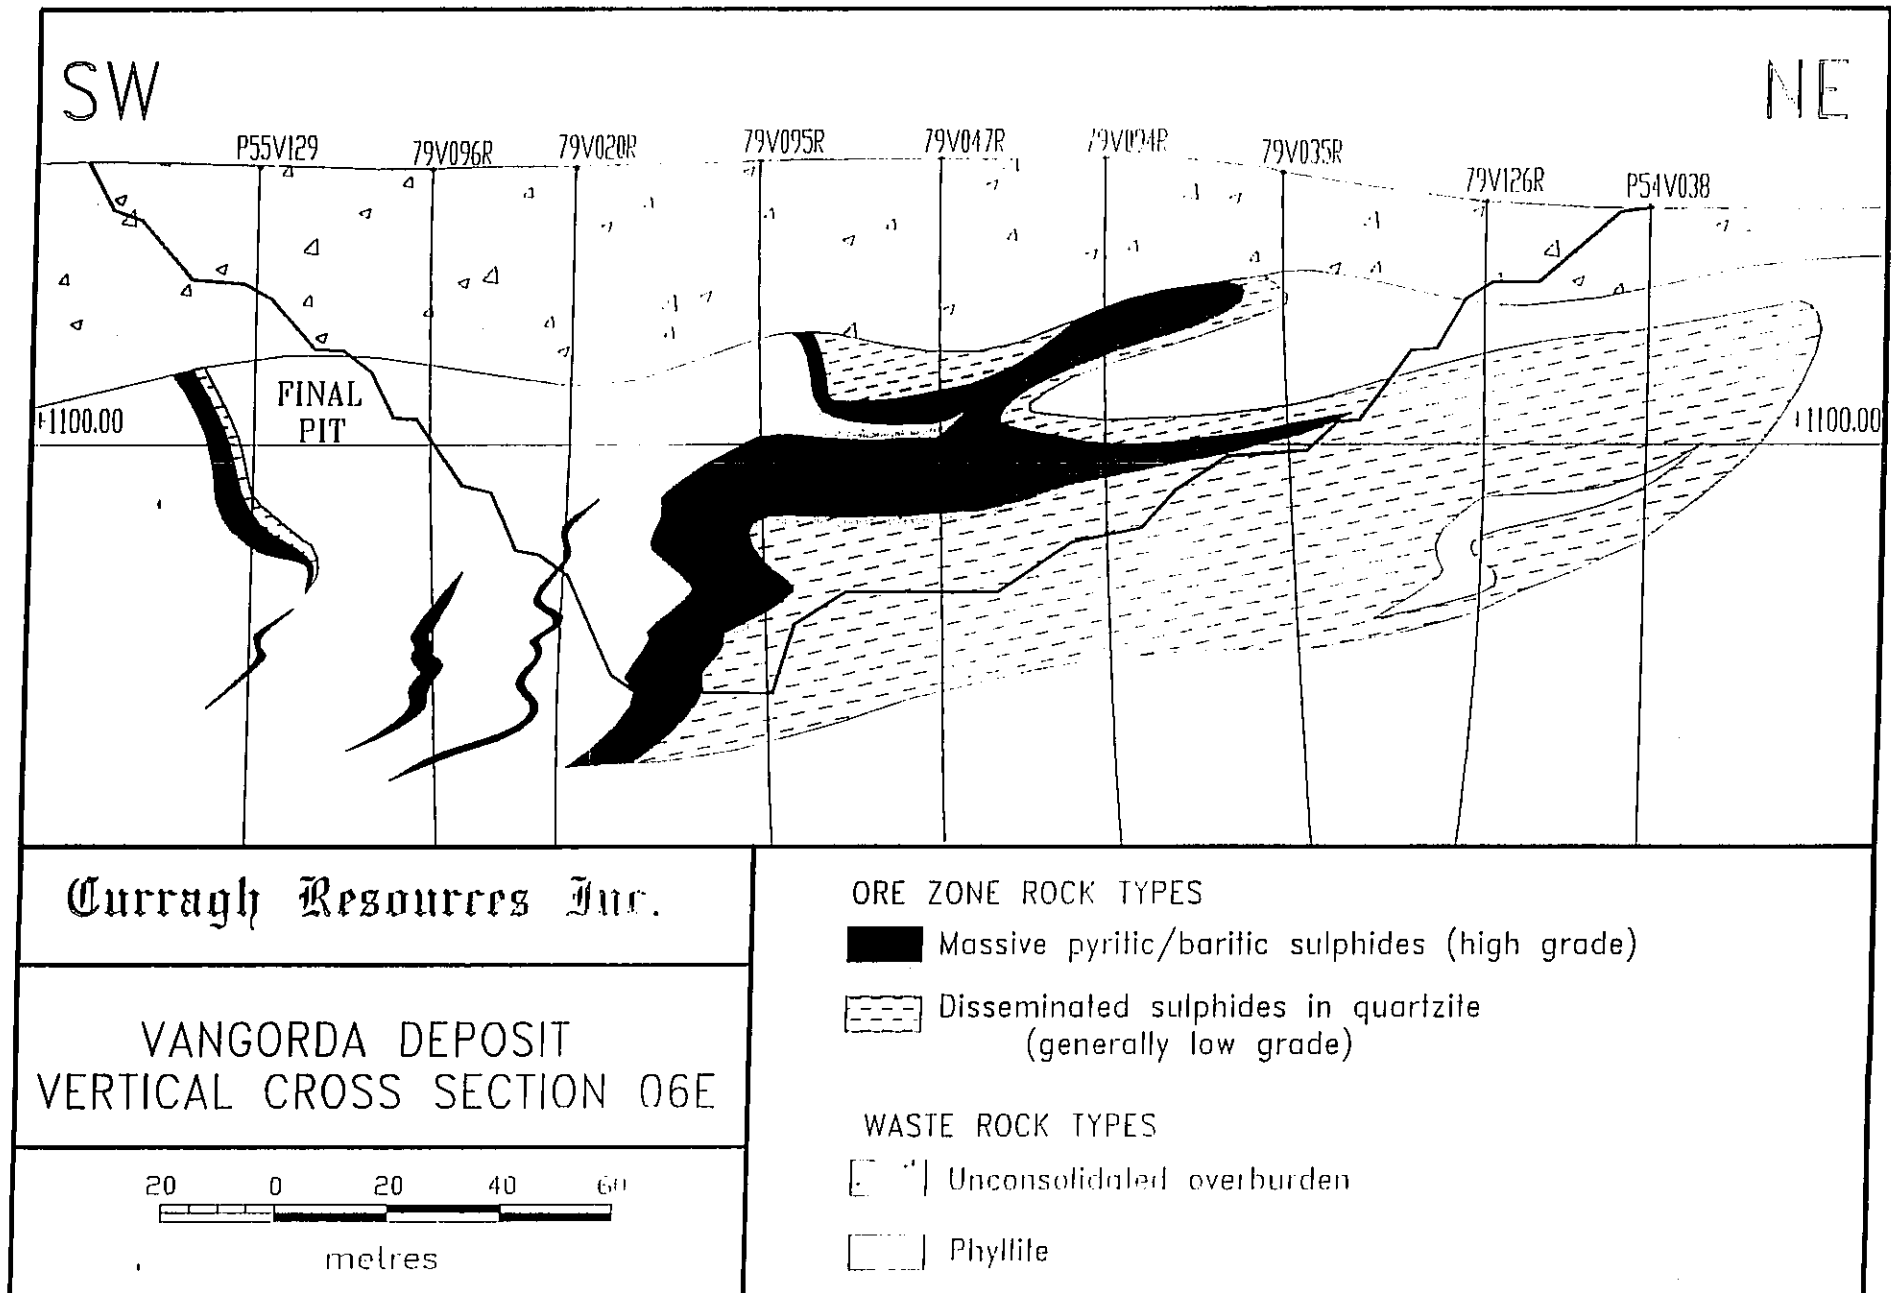 SW
NE
P55V129
79V096R
79V020R
79V095R
79V047R
79V094R
79V035R
79V126R
P54V038
FINAL
PIT
+1100.00
+1100.00
Curragh Resources Inc.
VANGORDA DEPOSIT
VERTICAL CROSS SECTION 06E
20 0 20 40 60
metres
ORE ZONE ROCK TYPES
Massive pyritic/baritic sulphides (high grade)
Disseminated sulphides in quartzite
(generally low grade)
WASTE ROCK TYPES
Unconsolidated overburden
Phyllite